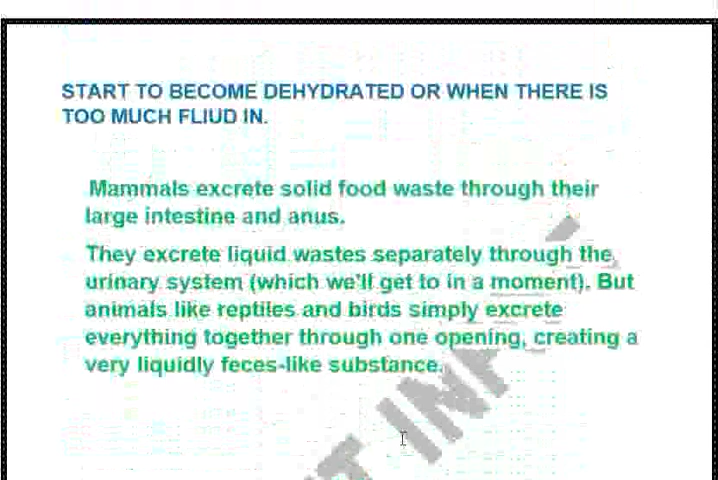 START TO BECOME DEHYDRATED OR WHEN THERE IS
TOO MUCH FLIUD IN.
Mammals excrete solid food waste through their
large intestine and anus.
They excrete liquid wastes separately through the
urinary system (which we'll get to in a moment). But
animals like reptiles and birds simply excrete
everything together through one opening, creating a
very liquidly feces-like substance.